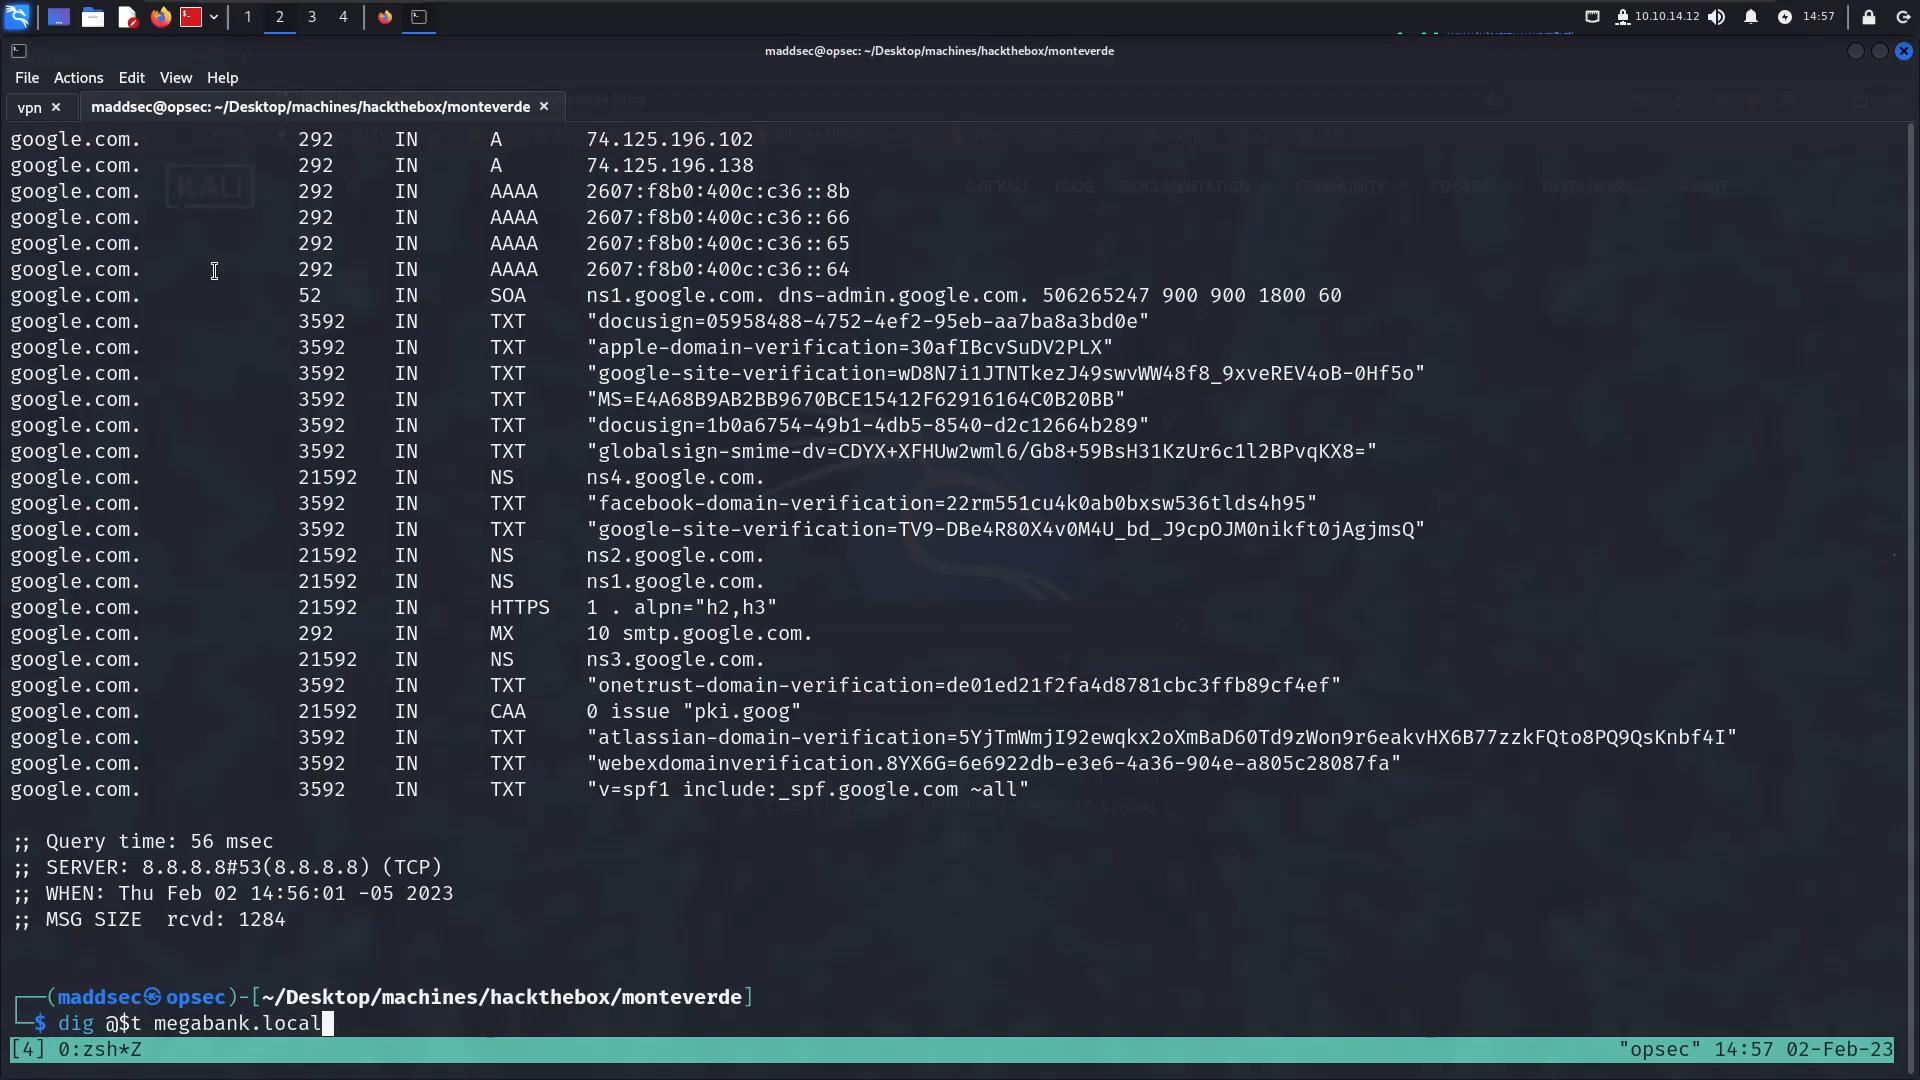 1 2 3 4 10.10.14.12 14:57
maddsec@opsec: ~/Desktop/machines/hackthebox/monteverde
File Actions Edit View Help
vpn × maddsec@opsec: ~/Desktop/machines/hackthebox/monteverde ×
google.com. 292 IN A 74.125.196.102
google.com. 292 IN A 74.125.196.138
KALI GET KALI BLOG DOCUMENTATION COMMUNITY COURSES DEVELOPERS ABOUT
google.com. 292 IN AAAA 2607:f8b0:400c:c36::8b
google.com. 292 IN AAAA 2607:f8b0:400c:c36::66
google.com. 292 IN AAAA 2607:f8b0:400c:c36::65
google.com. 292 IN AAAA 2607:f8b0:400c:c36::64
google.com. 52 IN SOA ns1.google.com. dns-admin.google.com. 506265247 900 900 1800 60
google.com. 3592 IN TXT "docusign=05958488-4752-4ef2-95eb-aa7ba8a3bd0e"
google.com. 3592 IN TXT "apple-domain-verification=30afIBcvSuDV2PLX"
google.com. 3592 IN TXT "google-site-verification=wD8N7i1JTNTkezJ49swvWW48f8_9xveREV4oB-0Hf5o"
google.com. 3592 IN TXT "MS=E4A68B9AB2BB9670BCE15412F62916164C0B20BB"
google.com. 3592 IN TXT "docusign=1b0a6754-49b1-4db5-8540-d2c12664b289"
google.com. 3592 IN TXT "globalsign-smime-dv=CDYX+XFHUw2wml6/Gb8+59BsH31KzUr6c1l2BPvqKX8="
google.com. 21592 IN NS ns4.google.com.
google.com. 3592 IN TXT "facebook-domain-verification=22rm551cu4k0ab0bxsw536tlds4h95"
google.com. 3592 IN TXT "google-site-verification=TV9-DBe4R80X4v0M4U_bd_J9cpOJM0nikft0jAgjmsQ"
google.com. 21592 IN NS ns2.google.com.
google.com. 21592 IN NS ns1.google.com.
google.com. 21592 IN HTTPS 1 . alpn="h2,h3"
google.com. 292 IN MX 10 smtp.google.com.
google.com. 21592 IN NS ns3.google.com.
google.com. 3592 IN TXT "onetrust-domain-verification=de01ed21f2fa4d8781cbc3ffb89cf4ef"
google.com. 21592 IN CAA 0 issue "pki.goog"
google.com. 3592 IN TXT "atlassian-domain-verification=5YjTmWmjI92ewqkx2oXmBaD60Td9zWon9r6eakvHX6B77zzkFQto8PQ9QsKnbf4I"
google.com. 3592 IN TXT "webexdomainverification.8YX6G=6e6922db-e3e6-4a36-904e-a805c28087fa"
google.com. 3592 IN TXT "v=spf1 include:_spf.google.com ~all"
;; Query time: 56 msec
;; SERVER: 8.8.8.8#53(8.8.8.8) (TCP)
;; WHEN: Thu Feb 02 14:56:01 -05 2023
;; MSG SIZE rcvd: 1284
┌──(maddsec㉿opsec)-[~/Desktop/machines/hackthebox/monteverde]
└─$ dig @$t megabank.local
[4] 0:zsh*Z "opsec" 14:57 02-Feb-23